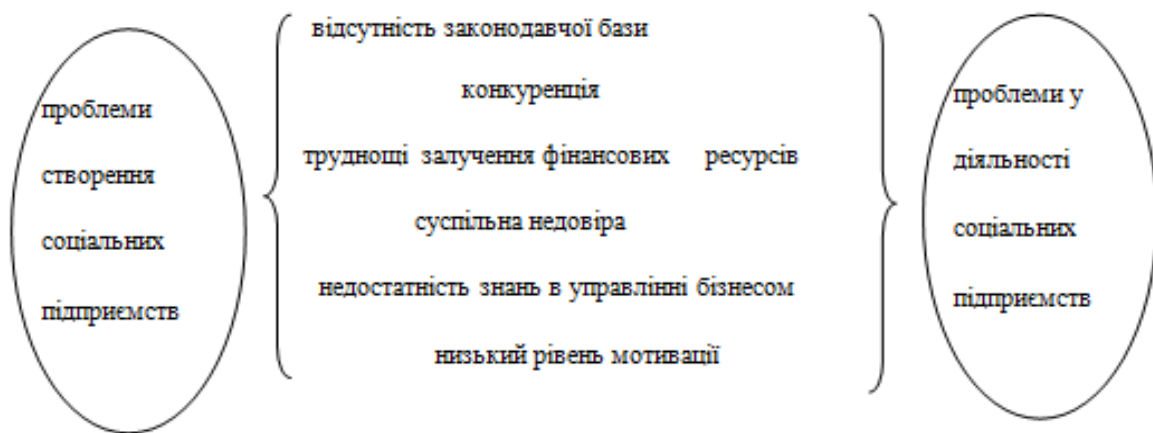 проблеми
створення
соціальних
підприємств
відсутність законодавчої бази
конкуренція
труднощі залучення фінансових ресурсів
суспільна недовіра
недостатність знань в управлінні бізнесом
низький рівень мотивації
проблеми у
діяльності
соціальних
підприємств